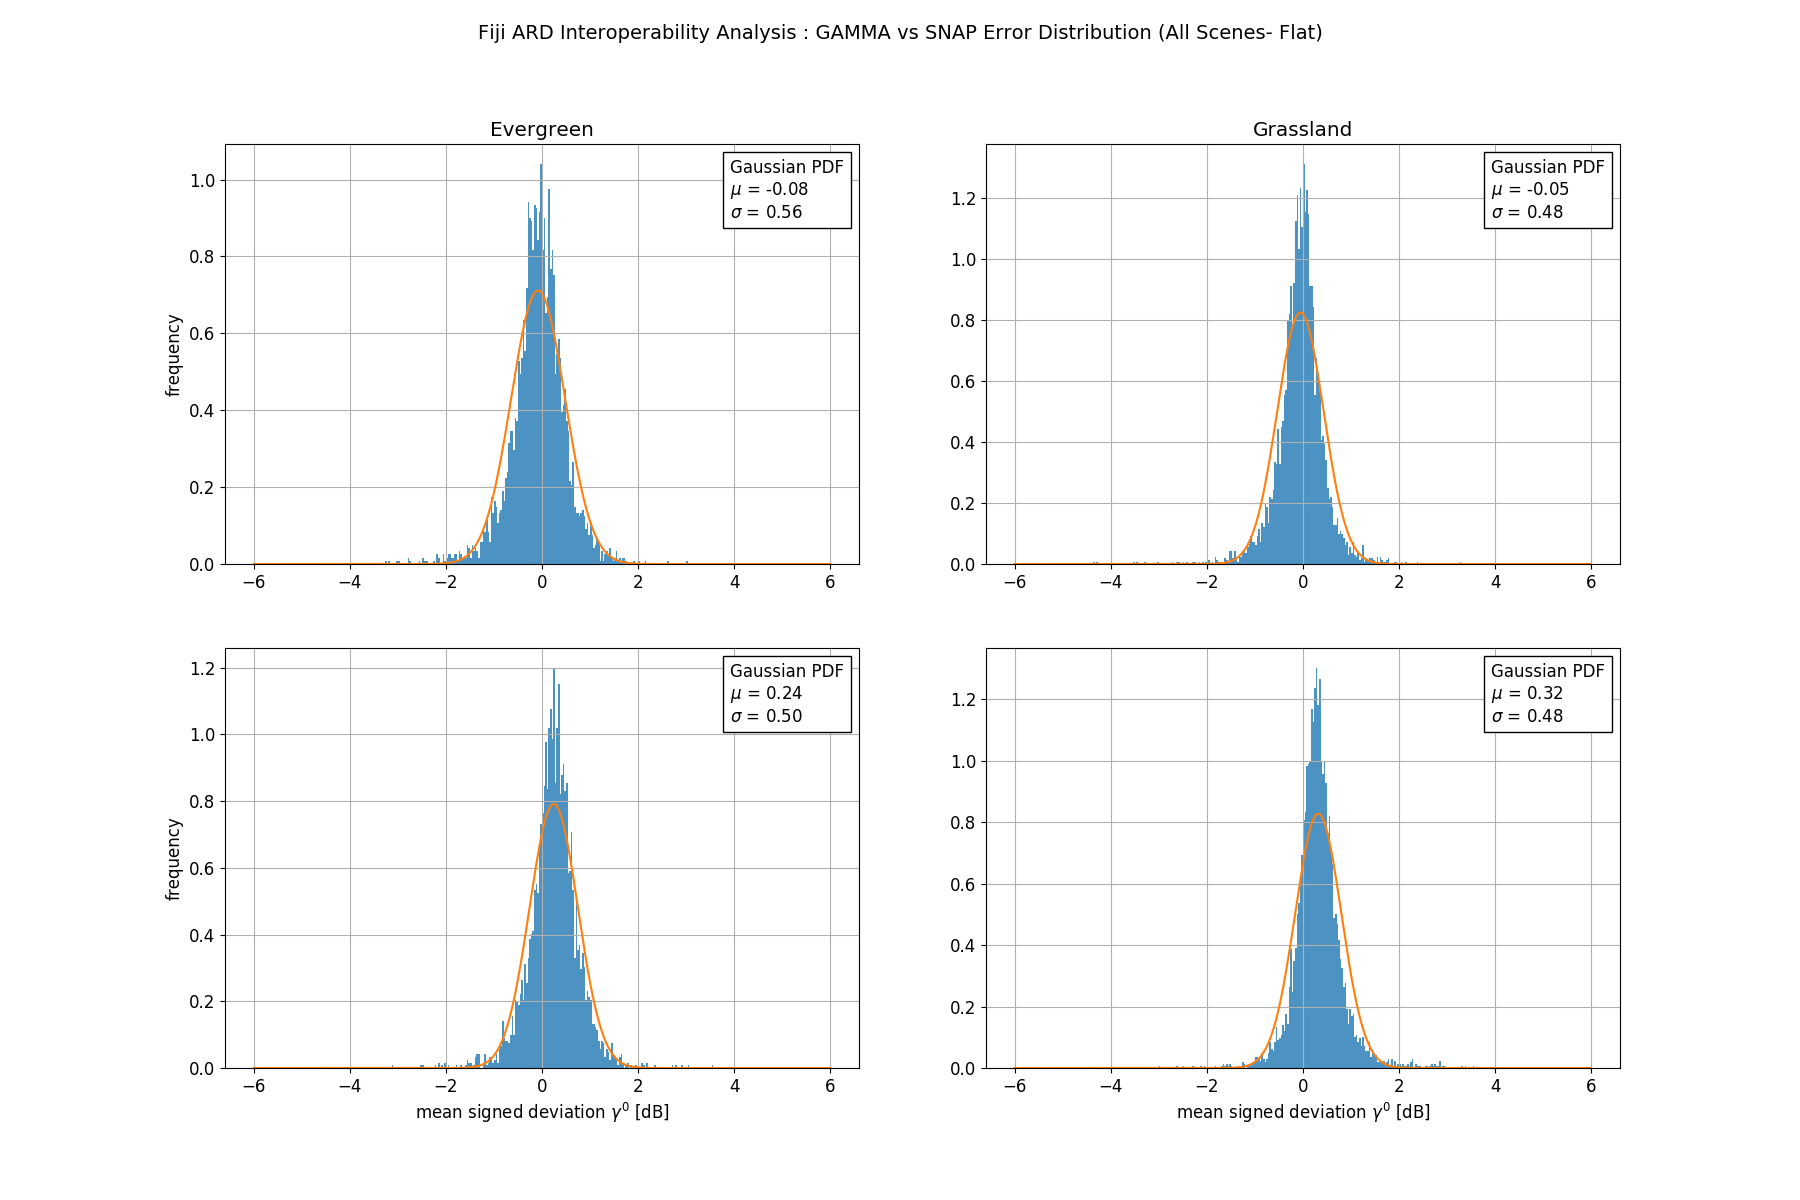 Fiji ARD Interoperability Analysis : GAMMA vs SNAP Error Distribution (All Scenes- Flat)
Evergreen
Gaussian PDF
μ = -0.08
σ = 0.56
frequency
1.0
0.8
0.6
0.4
0.2
0.0
−6 −4 −2 0 2 4 6
Grassland
Gaussian PDF
μ = -0.05
σ = 0.48
1.2
1.0
0.8
0.6
0.4
0.2
0.0
−6 −4 −2 0 2 4 6
Gaussian PDF
μ = 0.24
σ = 0.50
frequency
1.2
1.0
0.8
0.6
0.4
0.2
0.0
−6 −4 −2 0 2 4 6
mean signed deviation γ⁰ [dB]
Gaussian PDF
μ = 0.32
σ = 0.48
1.2
1.0
0.8
0.6
0.4
0.2
0.0
−6 −4 −2 0 2 4 6
mean signed deviation γ⁰ [dB]